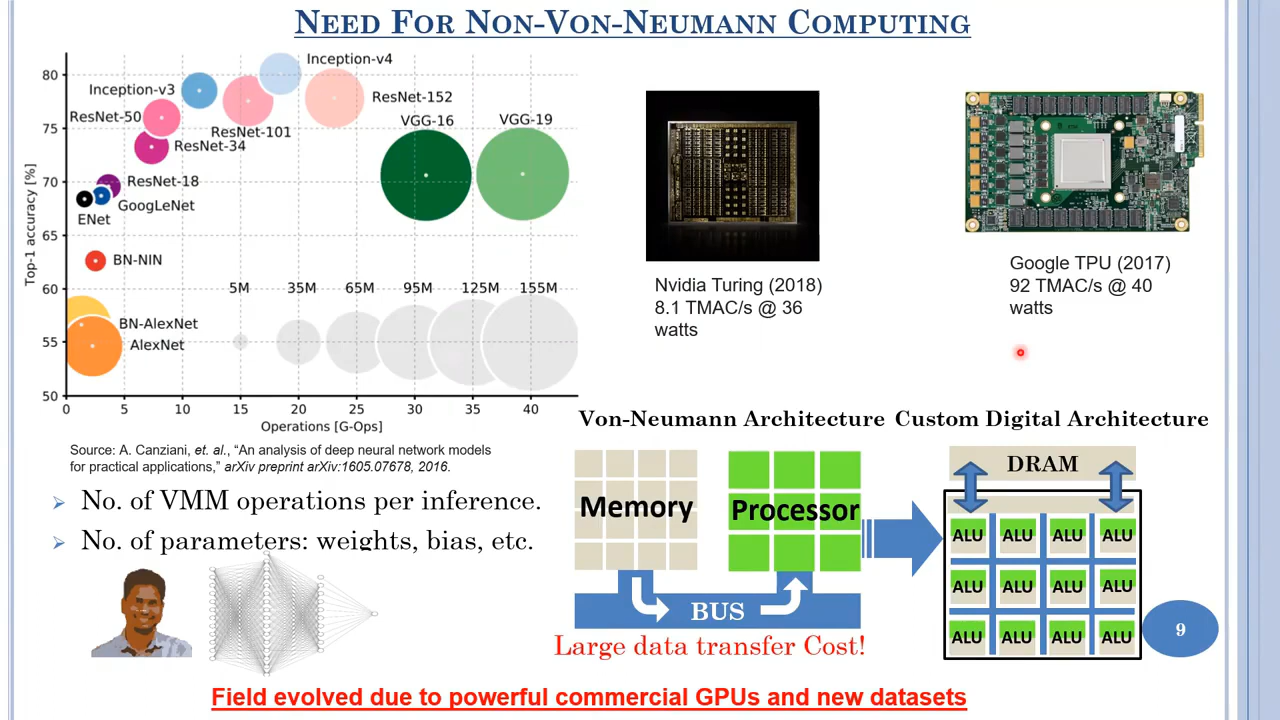 NEED FOR NON-VON-NEUMANN COMPUTING
Top-1 accuracy [%]
80
75
70
65
60
55
50
Inception-v4
Inception-v3
ResNet-152
ResNet-50
VGG-16
VGG-19
ResNet-101
ResNet-34
ResNet-18
GoogLeNet
ENet
BN-NIN
5M 35M 65M 95M 125M 155M
BN-AlexNet
AlexNet
0 5 10 15 20 25 30 35 40
Operations [G-Ops]
Source: A. Canziani, et. al., “An analysis of deep neural network models
for practical applications,” arXiv preprint arXiv:1605.07678, 2016.
Nvidia Turing (2018)
8.1 TMAC/s @ 36
watts
Google TPU (2017)
92 TMAC/s @ 40
watts
No. of VMM operations per inference.
No. of parameters: weights, bias, etc.
Von-Neumann Architecture
Memory
Processor
BUS
Large data transfer Cost!
Custom Digital Architecture
DRAM
ALU ALU ALU ALU
ALU ALU ALU ALU
ALU ALU ALU ALU
9
Field evolved due to powerful commercial GPUs and new datasets